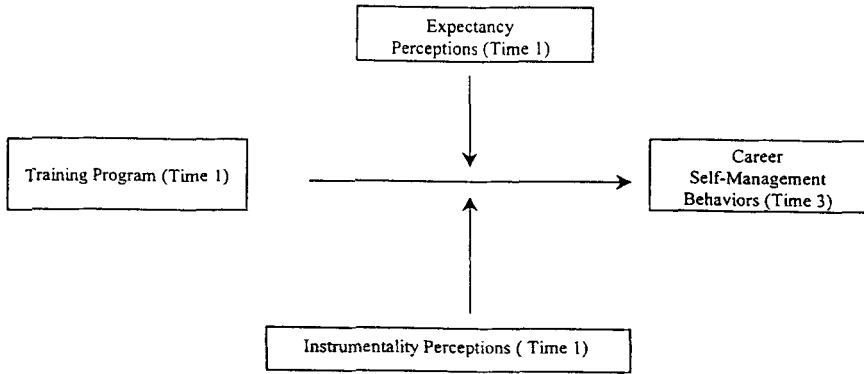 Expectancy
Perceptions (Time 1)
Training Program (Time 1)
Career
Self-Management
Behaviors (Time 3)
Instrumentality Perceptions ( Time 1)